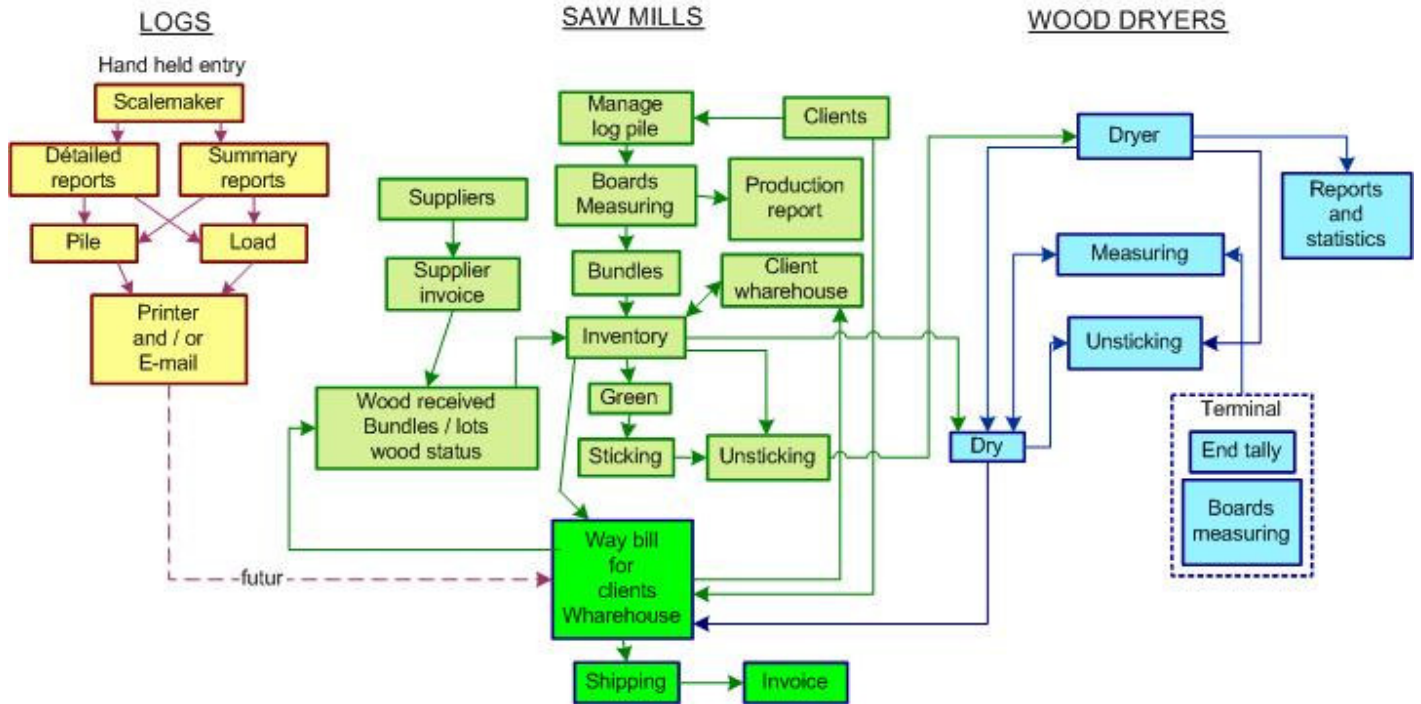 LOGS
SAW MILLS
WOOD DRYERS
Hand held entry
Scalemaker
Détailed
reports
Summary
reports
Pile
Load
Printer
and / or
E-mail
futur
Suppliers
Supplier
invoice
Wood received
Bundles / lots
wood status
Manage
log pile
Clients
Boards
Measuring
Production
report
Bundles
Client
wharehouse
Inventory
Green
Sticking
Unsticking
Way bill
for
clients
Wharehouse
Shipping
Invoice
Dryer
Reports
and
statistics
Measuring
Unsticking
Dry
Terminal
End tally
Boards
measuring